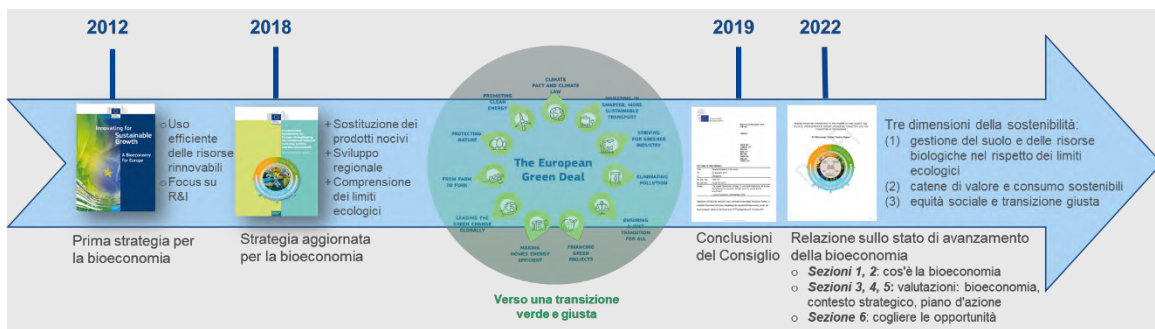 2012
2018
2019
2022
Innovating for
Sustainable
Growth
A Bioeconomy
for Europe
o Uso
efficiente
delle risorse
rinnovabili
o Focus su
R&I
Prima strategia per
la bioeconomia
+ Sostituzione dei
prodotti nocivi
+ Sviluppo
regionale
+ Comprensione
dei limiti
ecologici
Strategia aggiornata
per la bioeconomia
The European
Green Deal
CLIMATE
PACT AND CLIMATE
LAW
INVESTING IN
SMARTER, MORE
SUSTAINABLE
TRANSPORT
STRIVING
FOR GREENER
INDUSTRY
ELIMINATING
POLLUTION
ENSURING
A JUST
TRANSITION
FOR ALL
FINANCING
GREEN
PROJECTS
MAKING
HOMES ENERGY
EFFICIENT
LEADING THE
GREEN CHANGE
GLOBALLY
FROM FARM
TO FORK
PROTECTING
NATURE
PROMOTING
CLEAN
ENERGY
Verso una transizione
verde e giusta
Conclusioni
del Consiglio
Tre dimensioni della sostenibilità:
(1) gestione del suolo e delle risorse
biologiche nel rispetto dei limiti
ecologici
(2) catene di valore e consumo sostenibili
(3) equità sociale e transizione giusta
Relazione sullo stato di avanzamento
della bioeconomia
o Sezioni 1, 2: cos'è la bioeconomia
o Sezioni 3, 4, 5: valutazioni: bioeconomia,
contesto strategico, piano d'azione
o Sezione 6: cogliere le opportunità